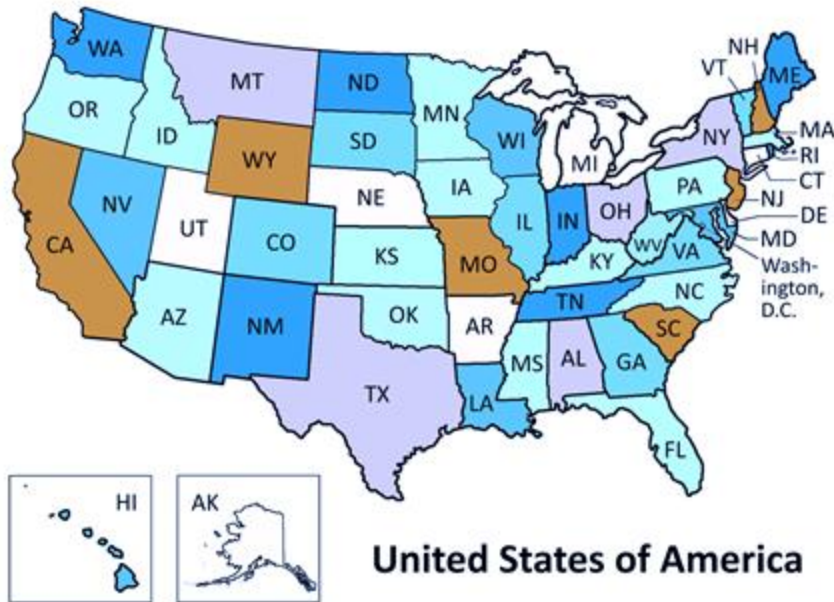 WA
MT
ND
MN
VT
NH
ME
OR
ID
SD
WI
NY
MA
WY
MI
RI
CT
NV
NE
IA
PA
NJ
UT
IL
IN
OH
DE
CA
CO
KS
MO
KY
WV
VA
MD
Wash-
ington,
D.C.
AZ
NM
OK
AR
TN
NC
SC
TX
LA
MS
AL
GA
FL
HI
AK
United States of America